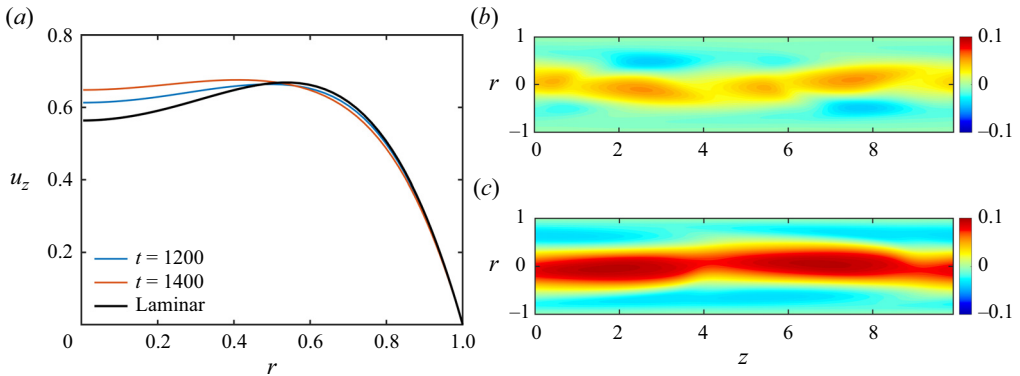 (a)
0.8
0.6
0.4
0.2
u_z
t = 1200
t = 1400
Laminar
0 0.2 0.4 0.6 0.8 1.0
r
(b)
1
r 0
–1
0 2 4 6 8
0.1
0
–0.1
(c)
1
r 0
–1
0 2 4 6 8
z
0.1
0
–0.1